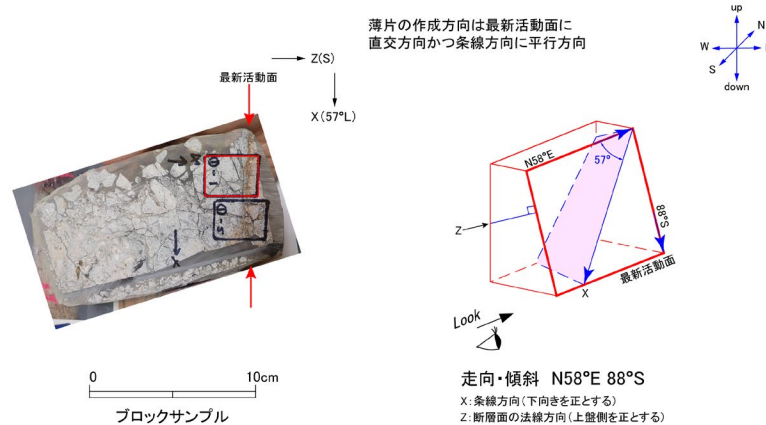 薄片の作成方向は最新活動面に
直交方向かつ条線方向に平行方向
up
N
W
S
down
Z(S)
最新活動面
X(57°L)
①-1
①-2
X
N58°E
57°
88°S
Z
X
最新活動面
Look
0
10cm
ブロックサンプル
走向・傾斜 N58°E 88°S
X:条線方向(下向きを正とする)
Z:断層面の法線方向(上盤側を正とする)